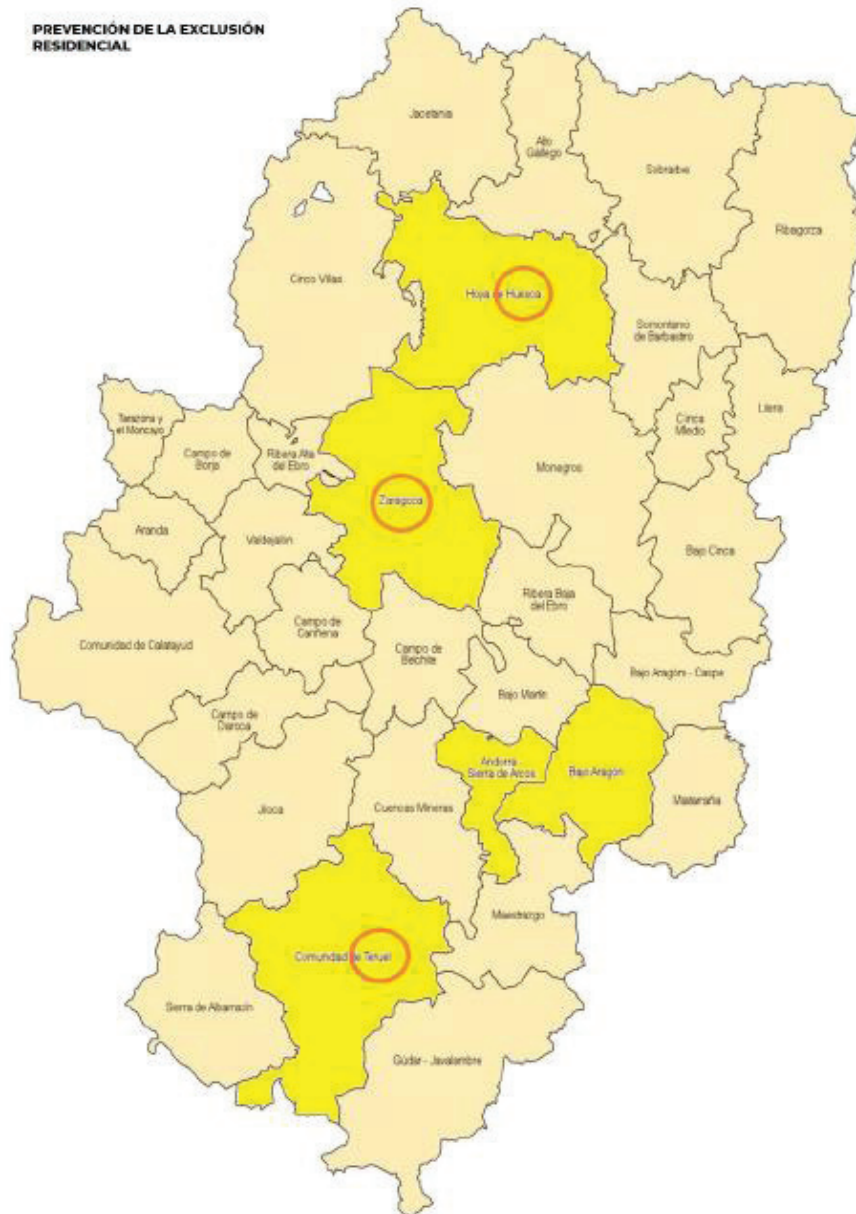 PREVENCIÓN DE LA EXCLUSIÓN
RESIDENCIAL
Jacetania
Alto
Gállego
Sobrarbe
Ribagorza
Cinco Villas
Hoya de Huesca
Somontano
de Barbastro
Cinca
Medio
Litera
Tarazona y
el Moncayo
Campo de
Borja
Ribera Alta
del Ebro
Zaragoza
Monegros
Aranda
Valdejalón
Bajo Cinca
Campo de
Cariñena
Ribera Baja
del Ebro
Comunidad de Calatayud
Campo de
Belchite
Bajo Martín
Bajo Aragón - Caspe
Campo de
Daroca
Andorra
Sierra de Arcos
Bajo Aragón
Jiloca
Cuencas Mineras
Matarraña
Maestrazgo
Comunidad de Teruel
Sierra de Albarracín
Gúdar - Javalambre